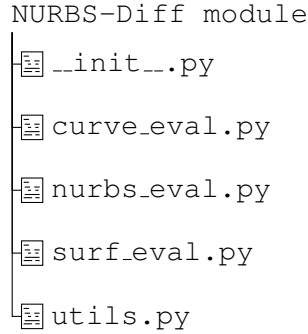 NURBS-Diff module
__init__.py
curve_eval.py
nurbs_eval.py
surf_eval.py
utils.py